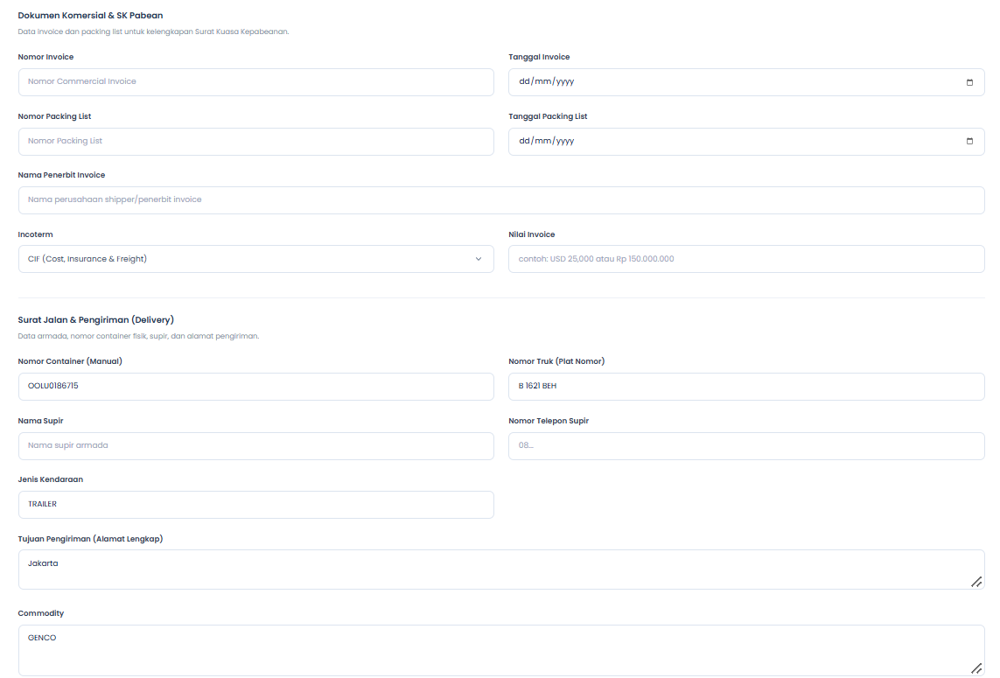 Dokumen Komersial & SK Pabean
Data invoice dan packing list untuk kelengkapan Surat Kuasa Kepabeanan.
Nomor Invoice
Tanggal Invoice
Nomor Commercial Invoice
dd/mm/yyyy
Nomor Packing List
Tanggal Packing List
Nomor Packing List
dd/mm/yyyy
Nama Penerbit Invoice
Nama perusahaan shipper/penerbit invoice
Incoterm
Nilai Invoice
CIF (Cost, Insurance & Freight)
contoh: USD 25,000 atau Rp 150.000.000
Surat Jalan & Pengiriman (Delivery)
Data armada, nomor container fisik, supir, dan alamat pengiriman.
Nomor Container (Manual)
Nomor Truk (Plat Nomor)
OOLU0186715
B 1621 BEH
Nama Supir
Nomor Telepon Supir
Nama supir armada
08...
Jenis Kendaraan
TRAILER
Tujuan Pengiriman (Alamat Lengkap)
Jakarta
Commodity
GENCO